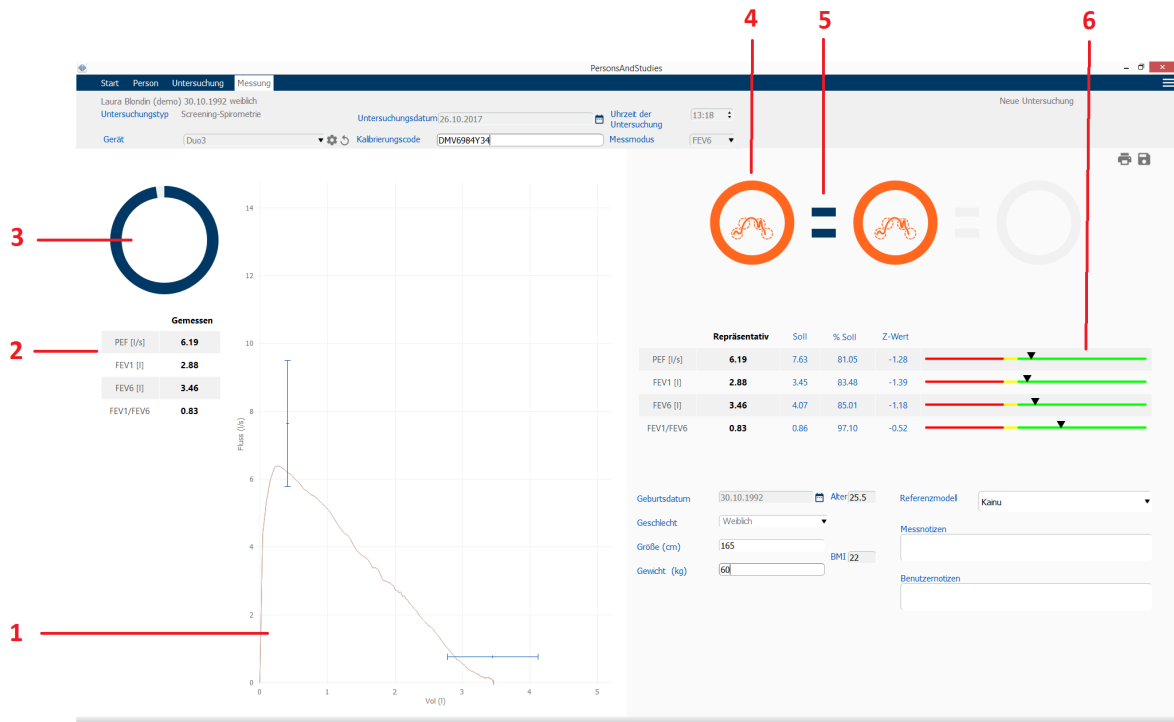 4 5 6
PersonsAndStudies
Start Person Untersuchung Messung
Laura Blondin (demo) 30.10.1992 weiblich
Neue Untersuchung
Untersuchungstyp Screening-Spirometrie
Untersuchungsdatum 26.10.2017
Uhrzeit der
Untersuchung
13:18
Gerät Duo3
Kalibrierungscode DMV6984Y34
Messmodus FEV6
3
Gemessen
2
PEF [l/s] 6.19
FEV1 [l] 2.88
FEV6 [l] 3.46
FEV1/FEV6 0.83
1
Fluss (l/s)
14
12
10
8
6
4
2
0
0 1 2 3 4 5
Vol (l)
Repräsentativ Soll % Soll Z-Wert
PEF [l/s] 6.19 7.63 81.05 -1.28
FEV1 [l] 2.88 3.45 83.48 -1.39
FEV6 [l] 3.46 4.07 85.01 -1.18
FEV1/FEV6 0.83 0.86 97.10 -0.52
Geburtsdatum 30.10.1992 Alter 25.5
Referenzmodell Kainu
Geschlecht Weiblich
Messnotizen
Größe (cm) 165
BMI 22
Gewicht (kg) 60
Benutzernotizen